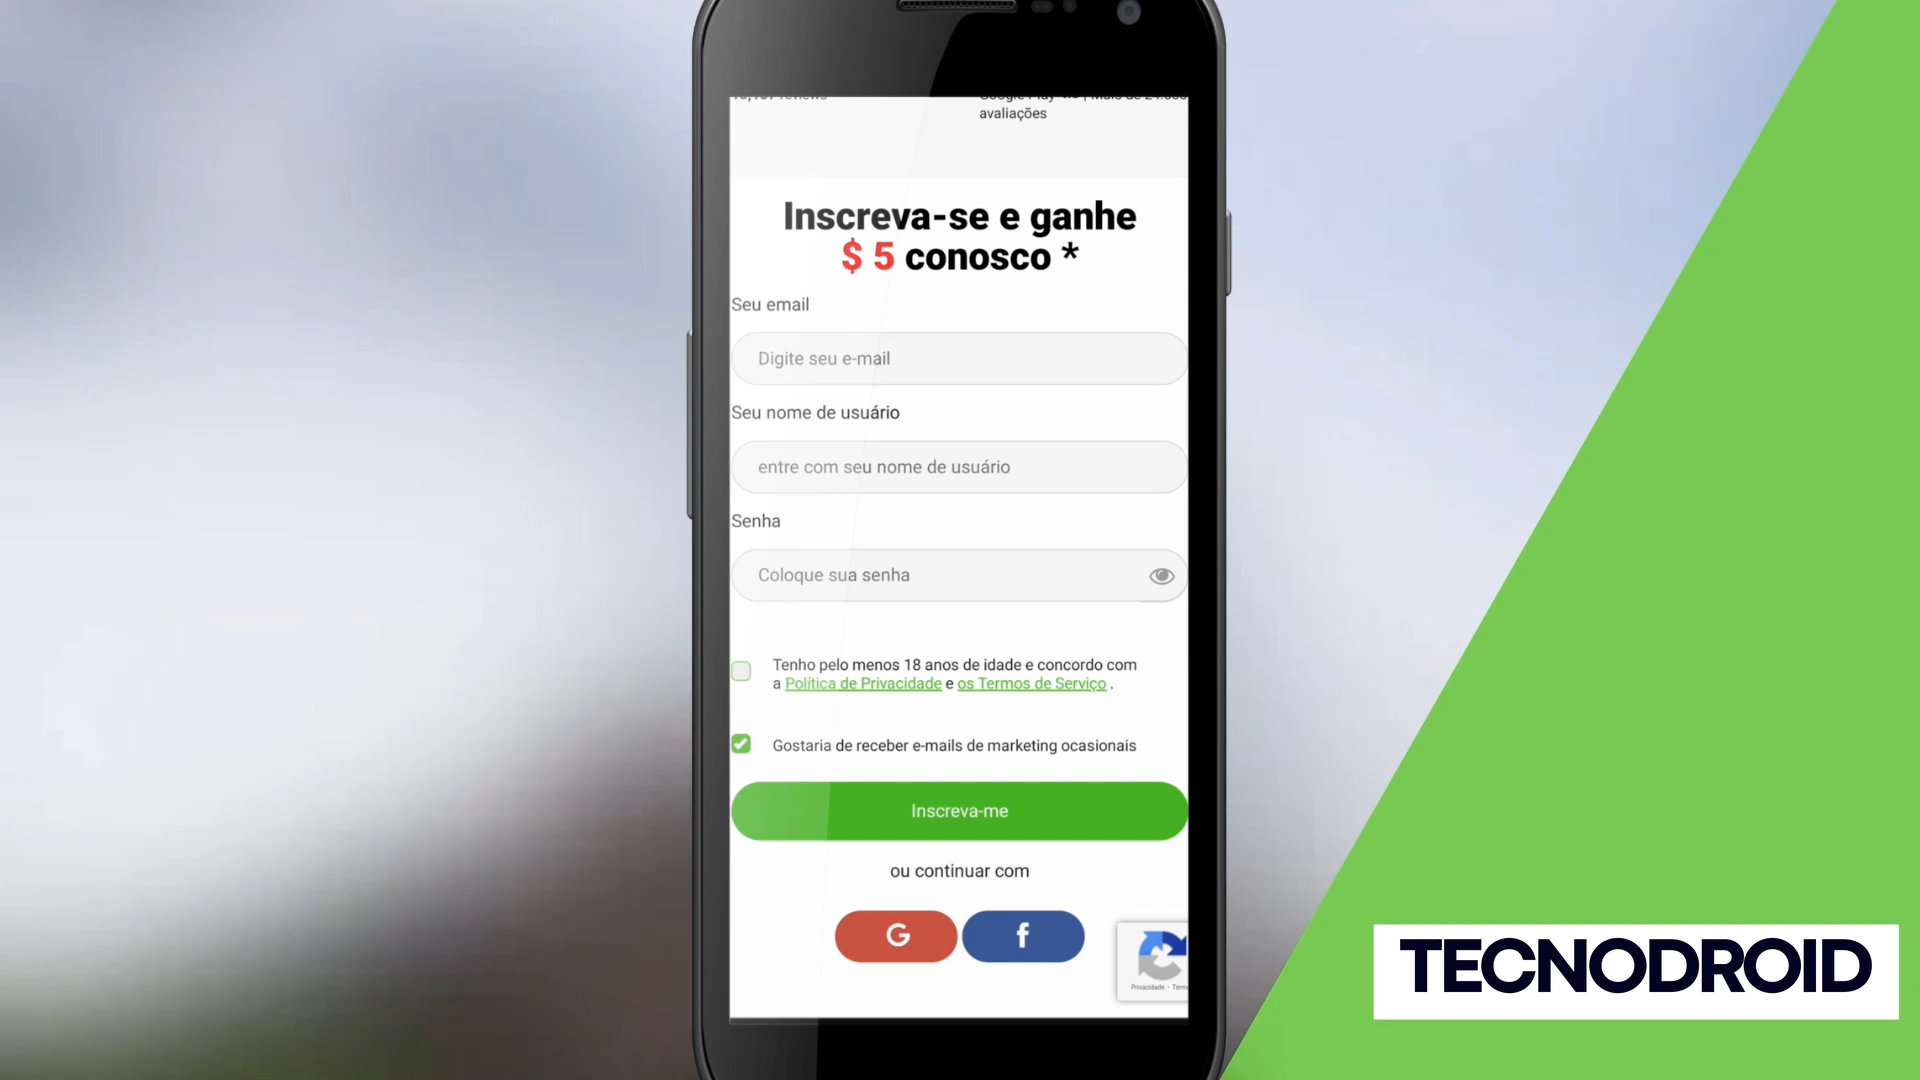 avaliações
Inscreva-se e ganhe
$ 5 conosco *
Seu email
Digite seu e-mail
Seu nome de usuário
entre com seu nome de usuário
Senha
Coloque sua senha
Tenho pelo menos 18 anos de idade e concordo com
a Política de Privacidade e os Termos de Serviço .
Gostaria de receber e-mails de marketing ocasionais
Inscreva-me
ou continuar com
G f
Privacidade -
TECNODROID